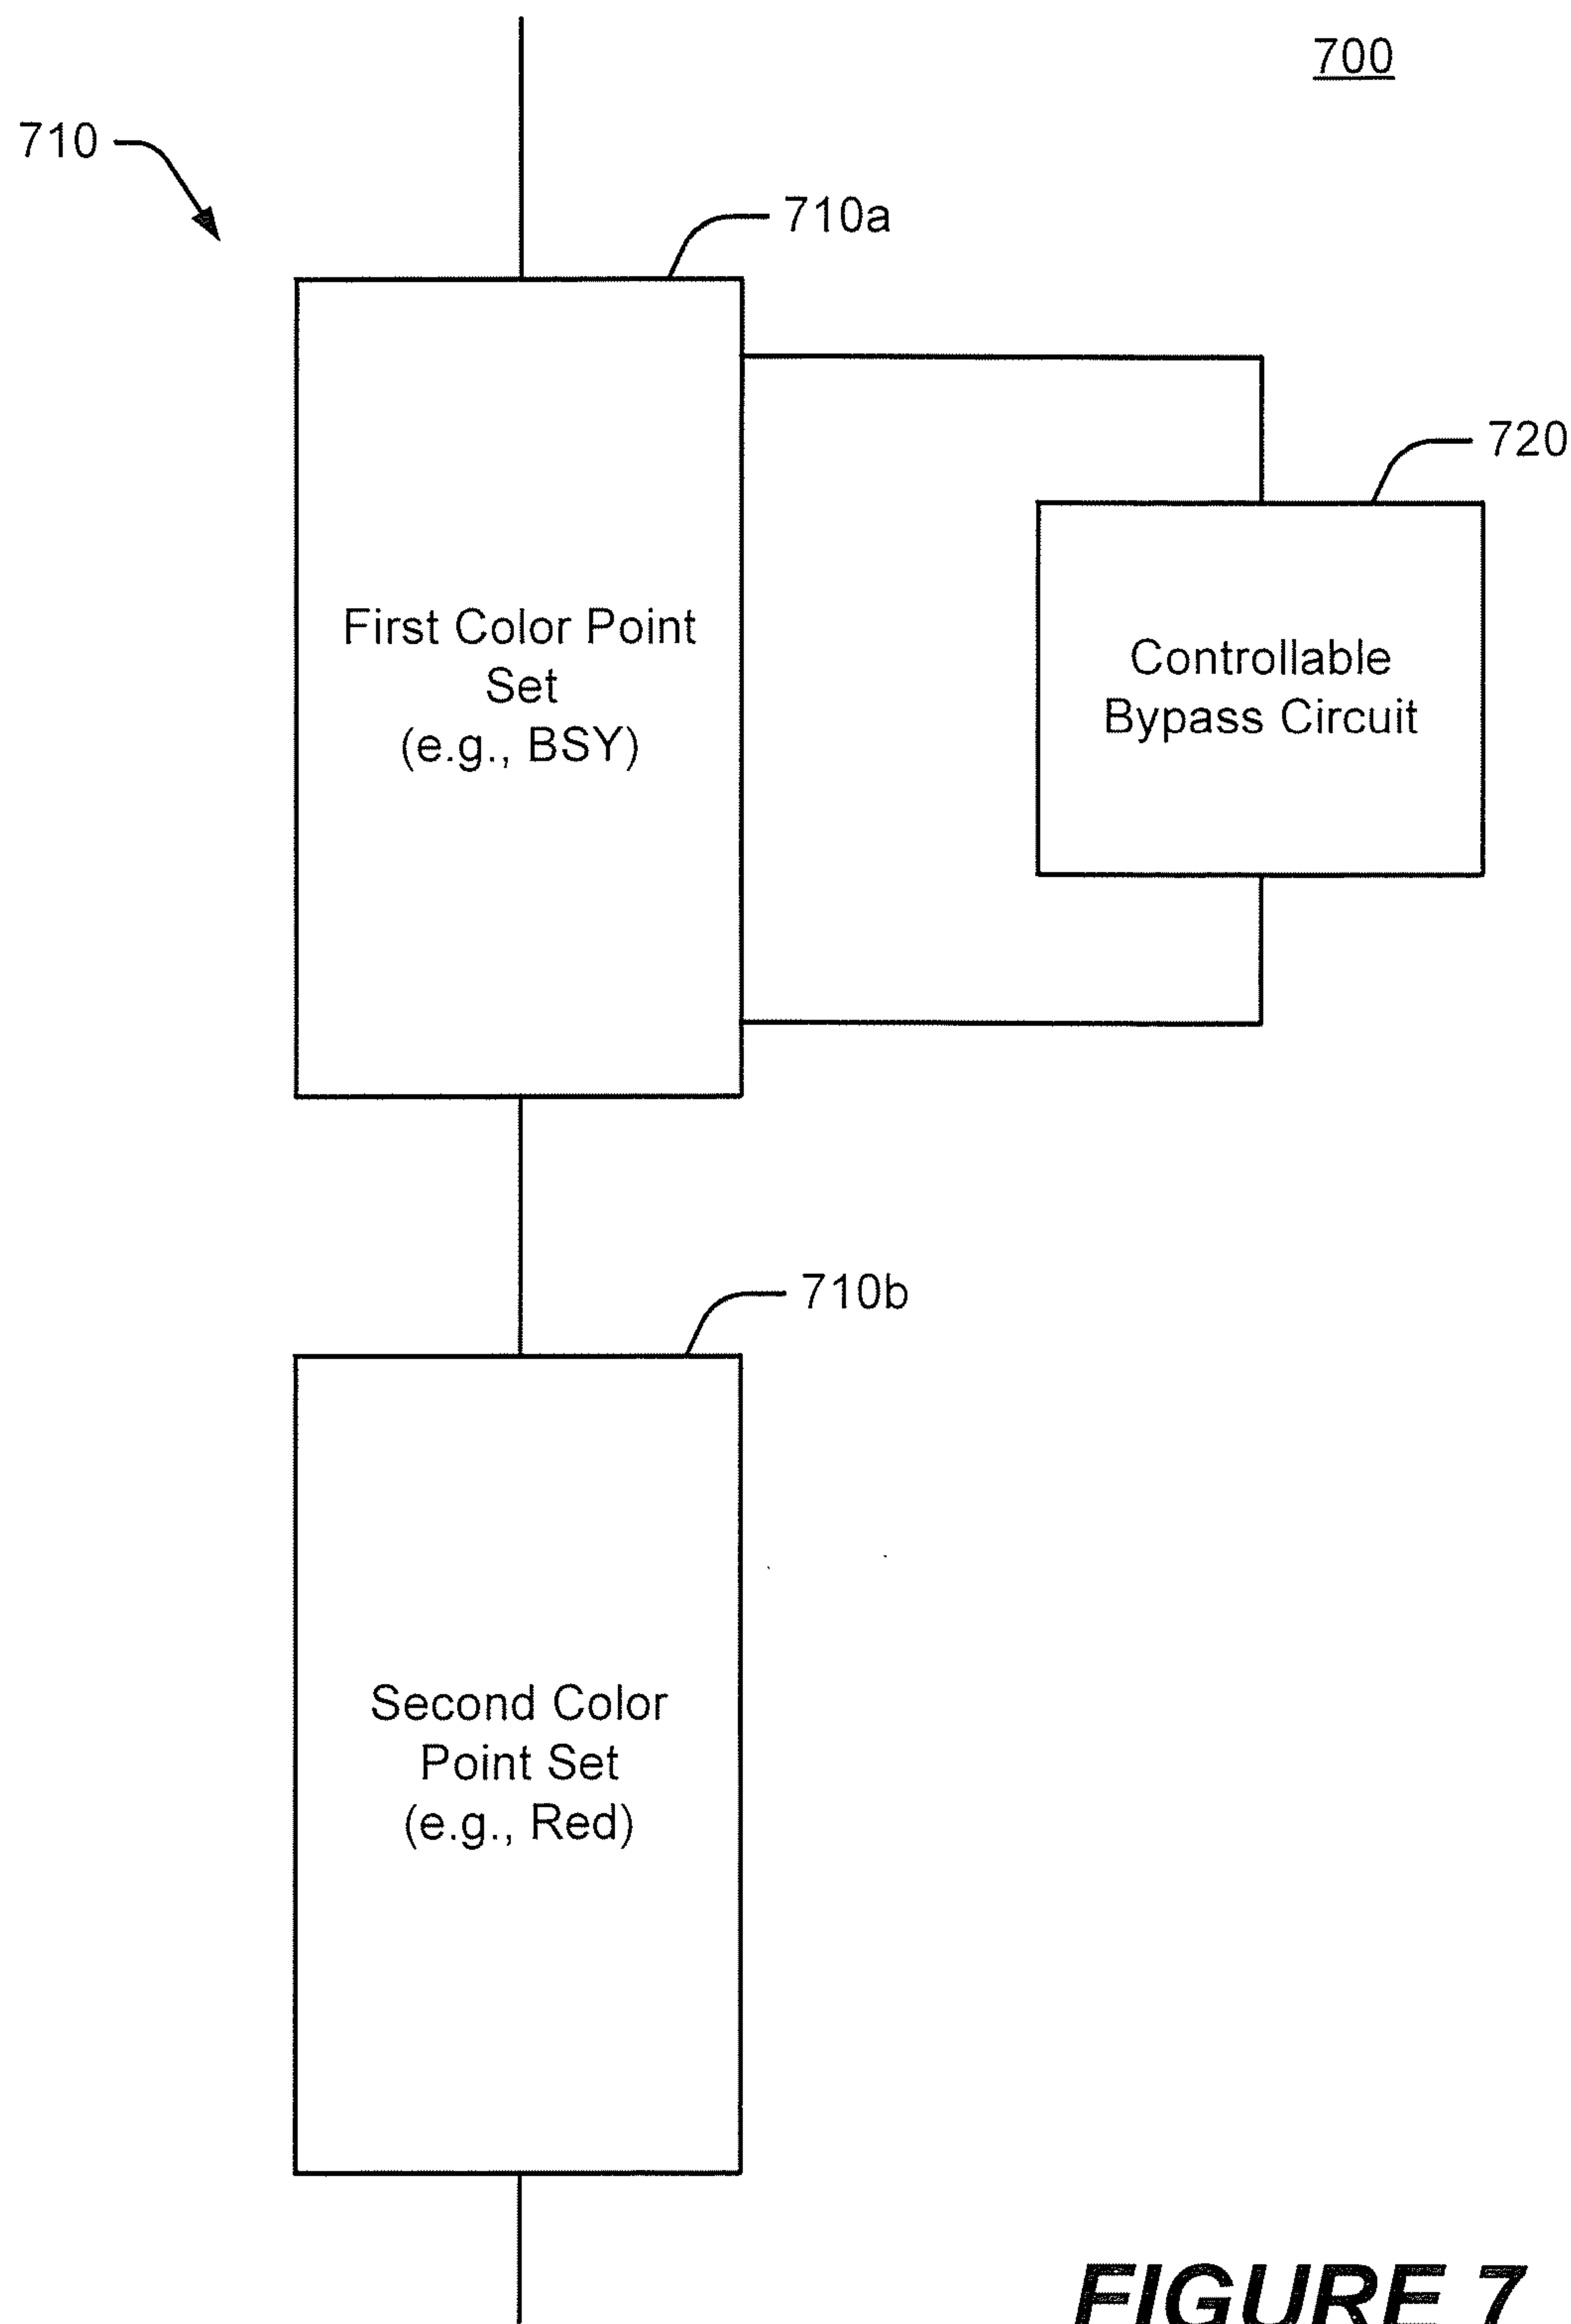 700
710
710a
First Color Point
Set
(e.g., BSY)
720
Controllable
Bypass Circuit
710b
Second Color
Point Set
(e.g., Red)
FIGURE 7